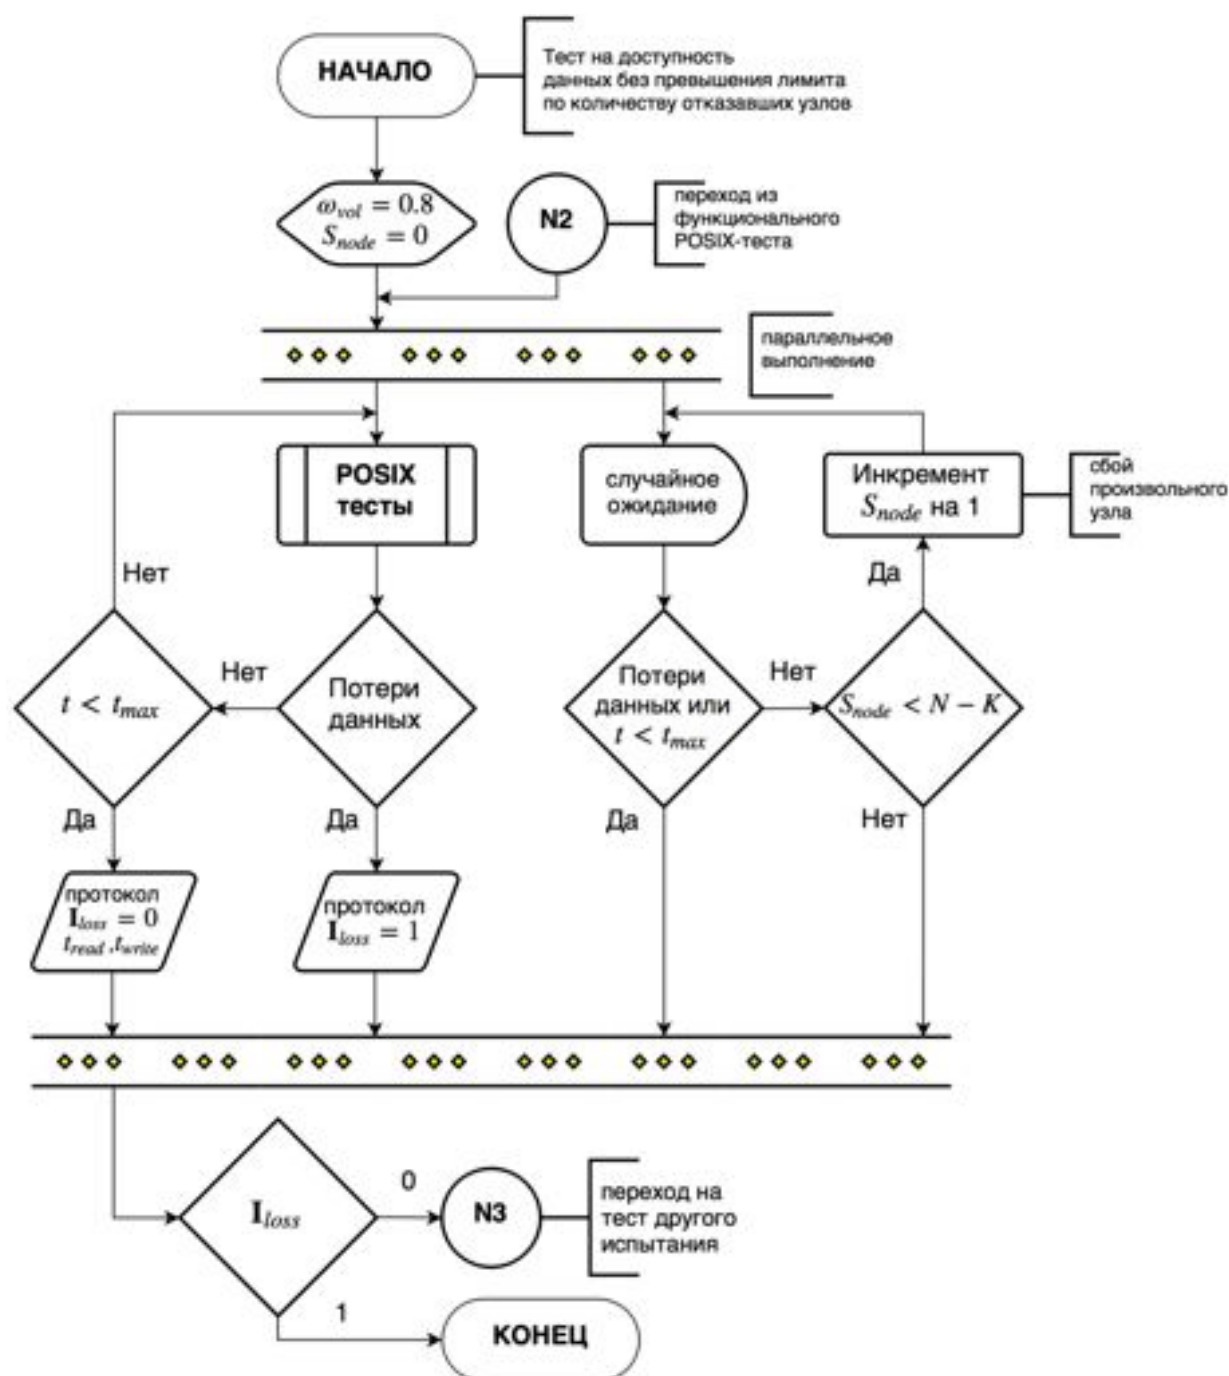 НАЧАЛО
Тест на доступность
данных без превышения лимита
по количеству отказавших узлов
ω_vol = 0.8
S_node = 0
N2
переход из
функционального
POSIX-теста
параллельное
выполнение
POSIX
тесты
случайное
ожидание
Инкремент
S_node на 1
сбой
произвольного
узла
Нет
Да
t < t_max
Нет
Потери
данных
Потери
данных или
t < t_max
Нет
S_node < N − K
Да
Да
Да
Нет
протокол
I_loss = 0
t_read, t_write
протокол
I_loss = 1
I_loss
0
N3
переход на
тест другого
испытания
1
КОНЕЦ